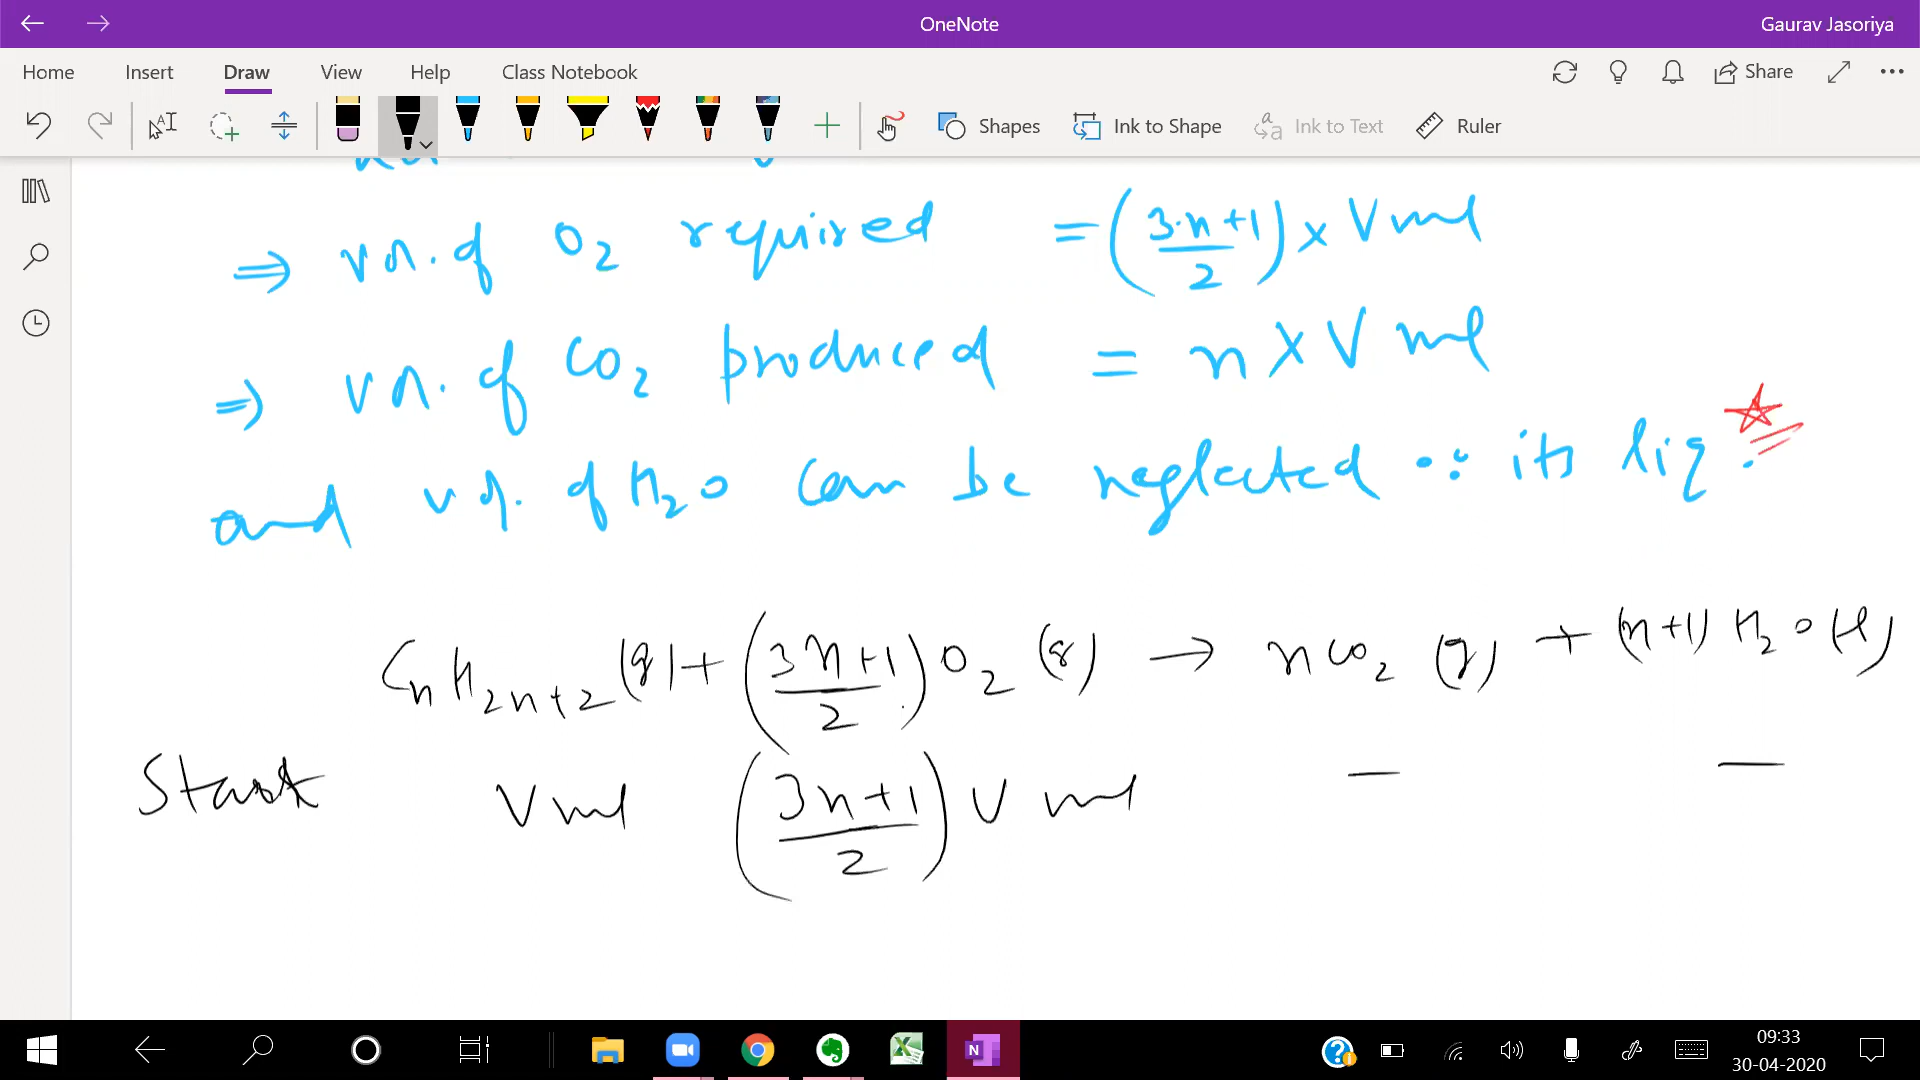 OneNote
Gaurav Jasoriya
Home Insert Draw View Help Class Notebook Share
Shapes Ink to Shape Ink to Text Ruler
⇒ vol. of O₂ required = (3n+1/2) × V ml
⇒ vol. of CO₂ produced = n × V ml
and vol. of H₂O can be neglected ∵ its liq.
CₙH₂ₙ₊₂ (g) + (3n+1/2) O₂ (g) → nCO₂ (g) + (n+1) H₂O (l)
Start V ml (3n+1/2) V ml — —
09:33
30-04-2020